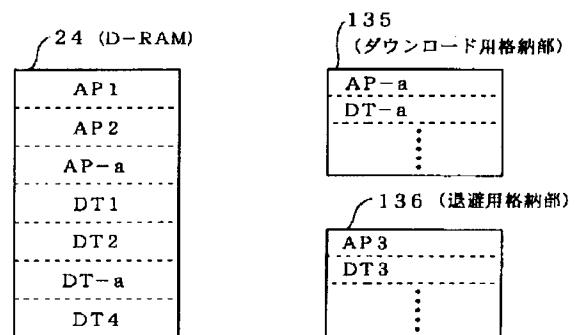 24 (D-RAM)
AP1
AP2
AP-a
DT1
DT2
DT-a
DT4
135
(ダウンロード用格納部)
AP-a
DT-a
136 (退避用格納部)
AP3
DT3